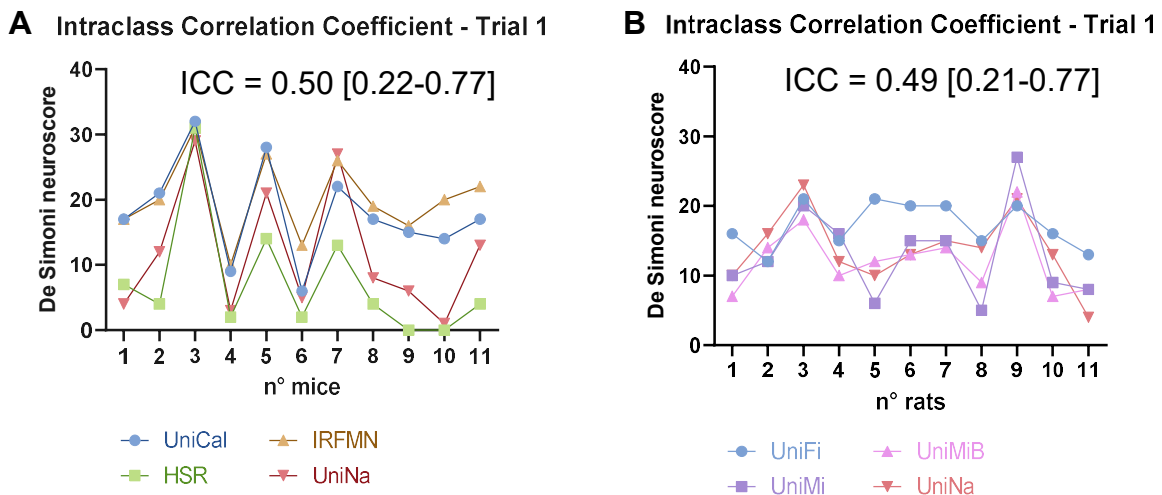 A Intraclass Correlation Coefficient - Trial 1
ICC = 0.50 [0.22-0.77]
De Simoni neuroscore
40
30
20
10
0
1 2 3 4 5 6 7 8 9 10 11
n° mice
UniCal IRFMN
HSR UniNa
B Intraclass Correlation Coefficient - Trial 1
ICC = 0.49 [0.21-0.77]
De Simoni neuroscore
40
30
20
10
0
1 2 3 4 5 6 7 8 9 10 11
n° rats
UniFi UniMiB
UniMi UniNa